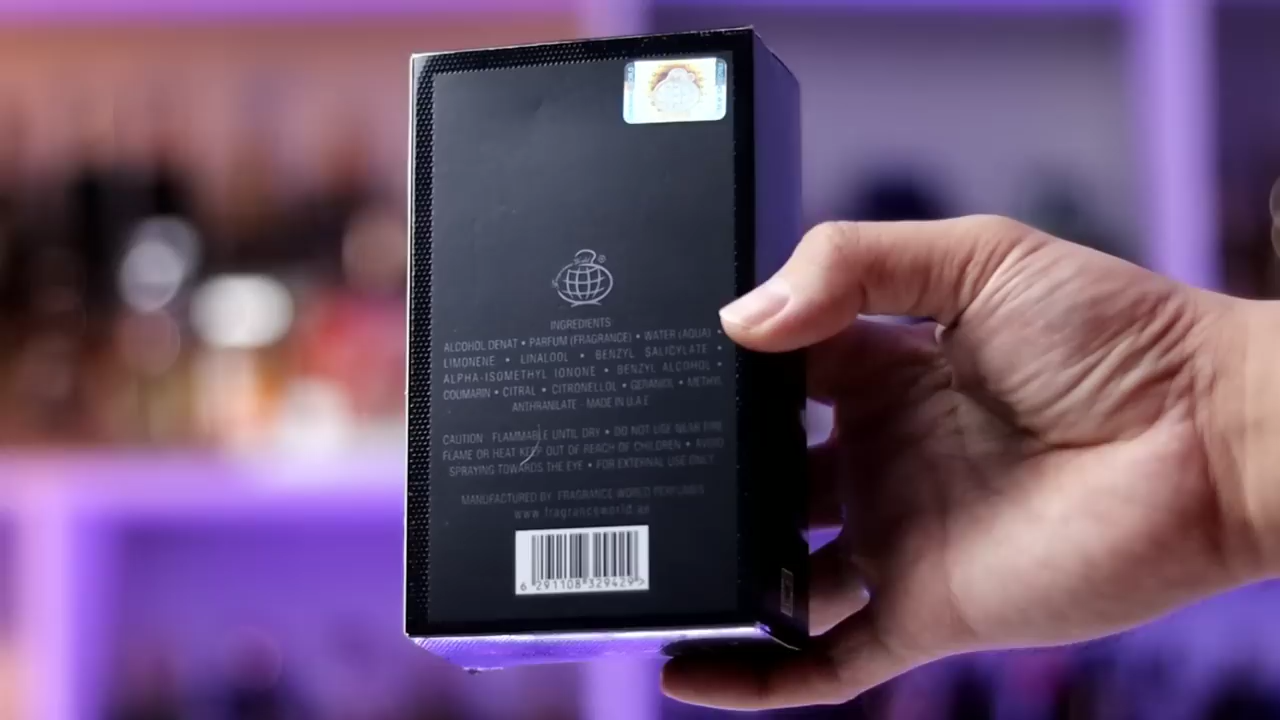 ®
INGREDIENTS
ALCOHOL DENAT • PARFUM (FRAGRANCE) • WATER (AQUA) •
LIMONENE • LINALOOL • BENZYL SALICYLATE •
ALPHA-ISOMETHYL IONONE • BENZYL ALCOHOL •
COUMARIN • CITRAL • CITRONELLOL • GERANIOL • METHYL
ANTHRANILATE - MADE IN U.A.E
CAUTION: FLAMMABLE UNTIL DRY • DO NOT USE NEAR FIRE
FLAME OR HEAT KEEP OUT OF REACH OF CHILDREN • AVOID
SPRAYING TOWARDS THE EYE • FOR EXTERNAL USE ONLY
MANUFACTURED BY FRAGRANCE WORLD PERFUMES
www.fragranceworld.ae
6 291108 329429 >